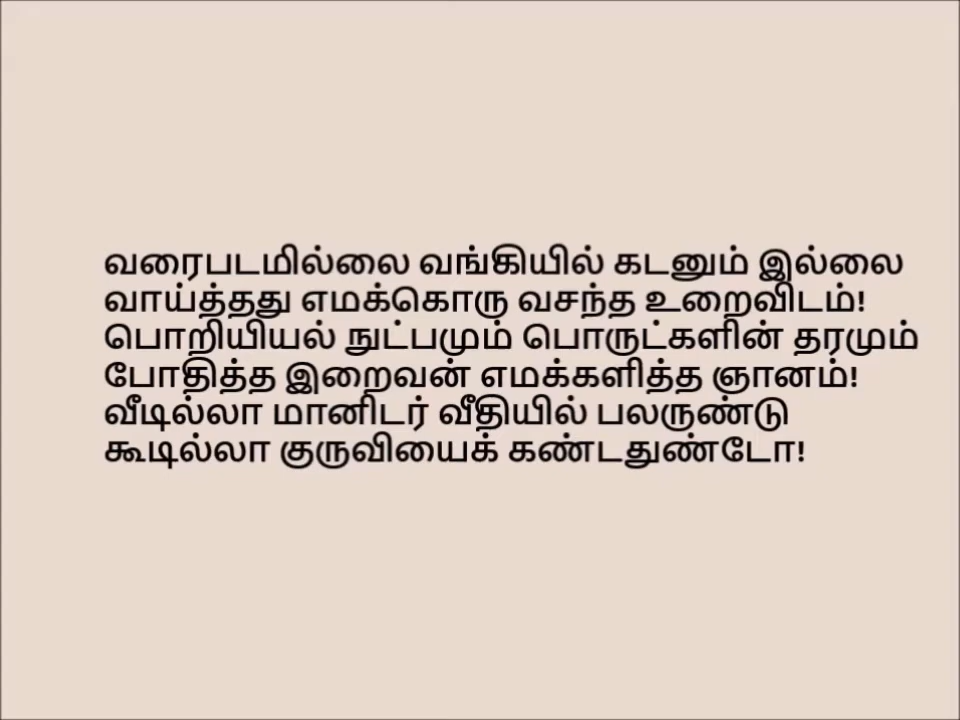 வரைபடமில்லை வங்கியில் கடனும் இல்லை
வாய்த்தது எமக்கொரு வசந்த உறைவிடம்!
பொறியியல் நுட்பமும் பொருட்களின் தரமும்
போதித்த இறைவன் எமக்களித்த ஞானம்!
வீடில்லா மானிடர் வீதியில் பலருண்டு
கூடில்லா குருவியைக் கண்டதுண்டோ!